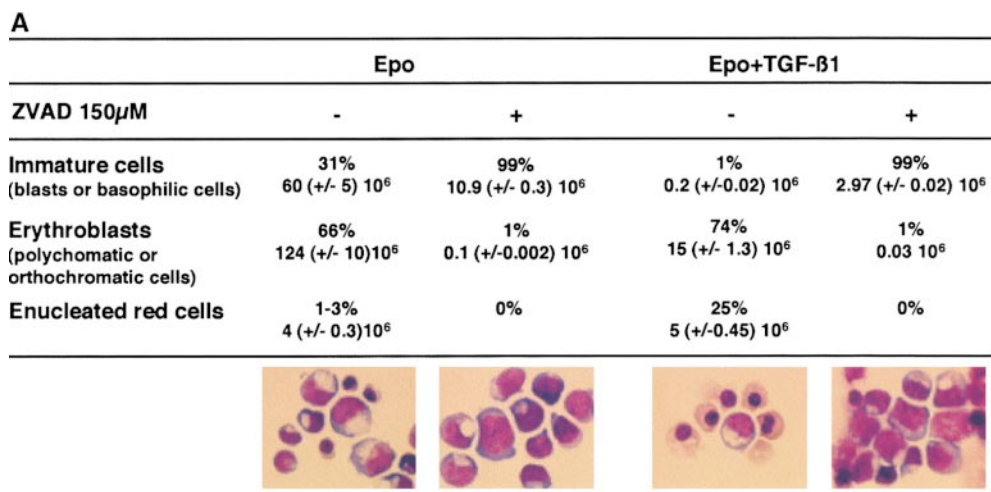 A
Epo Epo+TGF-ß1
ZVAD 150µM - + - +
Immature cells 31% 99% 1% 99%
(blasts or basophilic cells) 60 (+/- 5) 10⁶ 10.9 (+/- 0.3) 10⁶ 0.2 (+/-0.02) 10⁶ 2.97 (+/- 0.02) 10⁶
Erythroblasts 66% 1% 74% 1%
(polychomatic or 124 (+/- 10)10⁶ 0.1 (+/-0.002) 10⁶ 15 (+/- 1.3) 10⁶ 0.03 10⁶
orthochromatic cells)
Enucleated red cells 1-3% 0% 25% 0%
4 (+/- 0.3)10⁶ 5 (+/-0.45) 10⁶